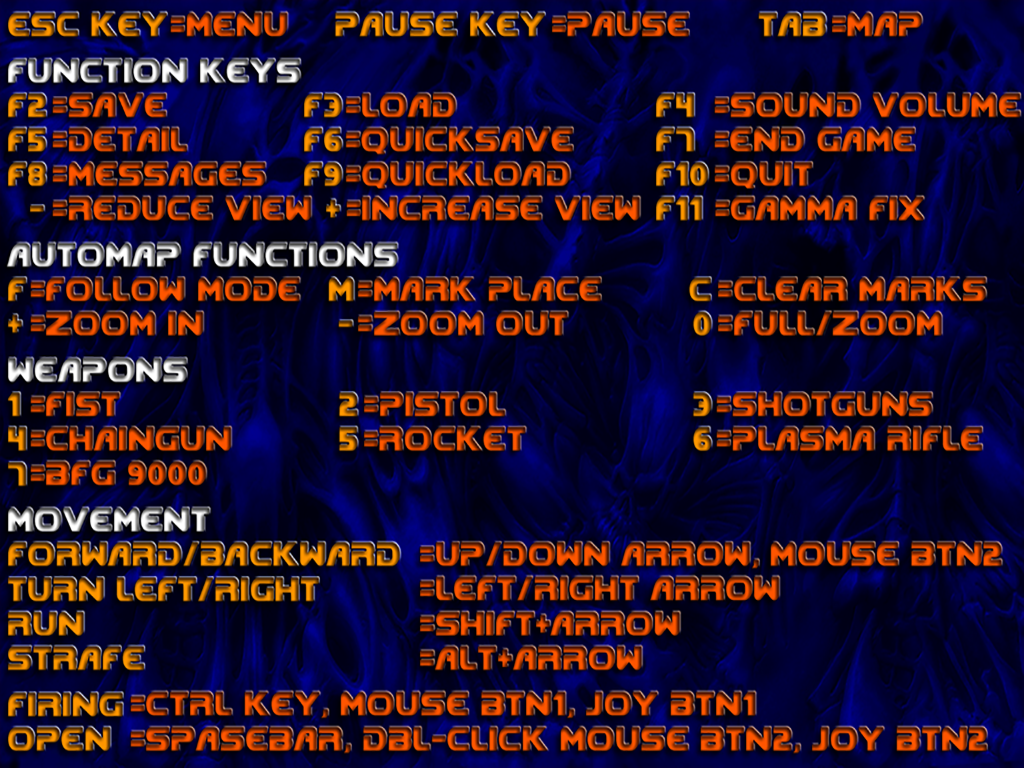 ESC KEY=MENU PAUSE KEY=PAUSE TAB=MAP
FUNCTION KEYS
F2=SAVE F3=LOAD F4 =SOUND VOLUME
F5=DETAIL F6=QUICKSAVE F7 =END GAME
F8=MESSAGES F9=QUICKLOAD F10=QUIT
- =REDUCE VIEW +=INCREASE VIEW F11 =GAMMA FIX
AUTOMAP FUNCTIONS
F=FOLLOW MODE M=MARK PLACE C=CLEAR MARKS
+ =ZOOM IN -=ZOOM OUT 0=FULL/ZOOM
WEAPONS
1 =FIST 2 =PISTOL 3=SHOTGUNS
4=CHAINGUN 5 =ROCKET 6=PLASMA RIFLE
7=BFG 9000
MOVEMENT
FORWARD/BACKWARD =UP/DOWN ARROW, MOUSE BTN2
TURN LEFT/RIGHT =LEFT/RIGHT ARROW
RUN =SHIFT+ARROW
STRAFE =ALT+ARROW
FIRING=CTRL KEY, MOUSE BTN1, JOY BTN1
OPEN =SPASEBAR, DBL-CLICK MOUSE BTN2, JOY BTN2